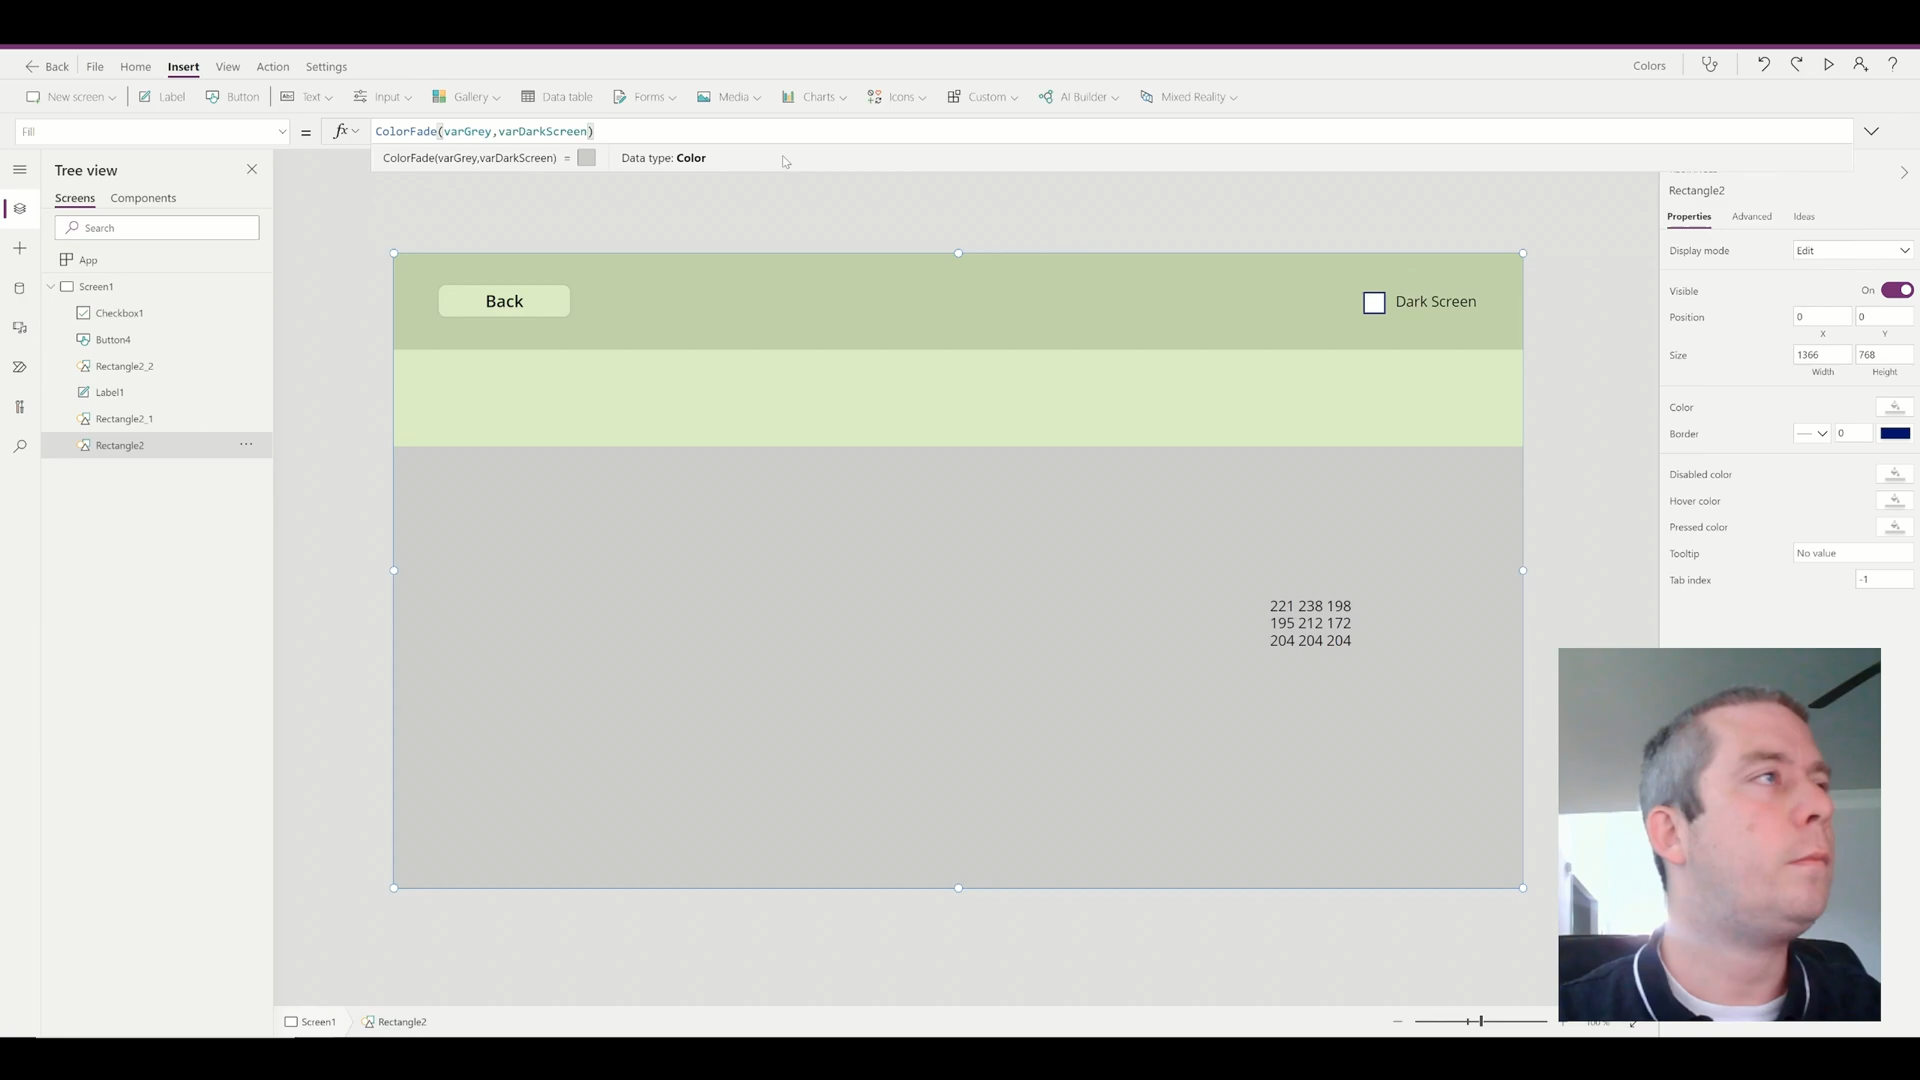 Back File Home Insert View Action Settings Colors ?
New screen Label Button Text Input Gallery Data table Forms Media Charts Icons Custom AI Builder Mixed Reality
Fill = fx ColorFade(varGrey,varDarkScreen)
ColorFade(varGrey,varDarkScreen) = Data type: Color
Tree view
Screens Components
Search
App
Screen1
Checkbox1
Button4
Rectangle2_2
Label1
Rectangle2_1
Rectangle2 ...
Back
Dark Screen
221 238 198
195 212 172
204 204 204
Rectangle2
Properties Advanced Ideas
Display mode Edit
Visible On
Position 0 0
X Y
Size 1366 768
Width Height
Color
Border 0
Disabled color
Hover color
Pressed color
Tooltip No value
Tab index -1
Screen1 Rectangle2